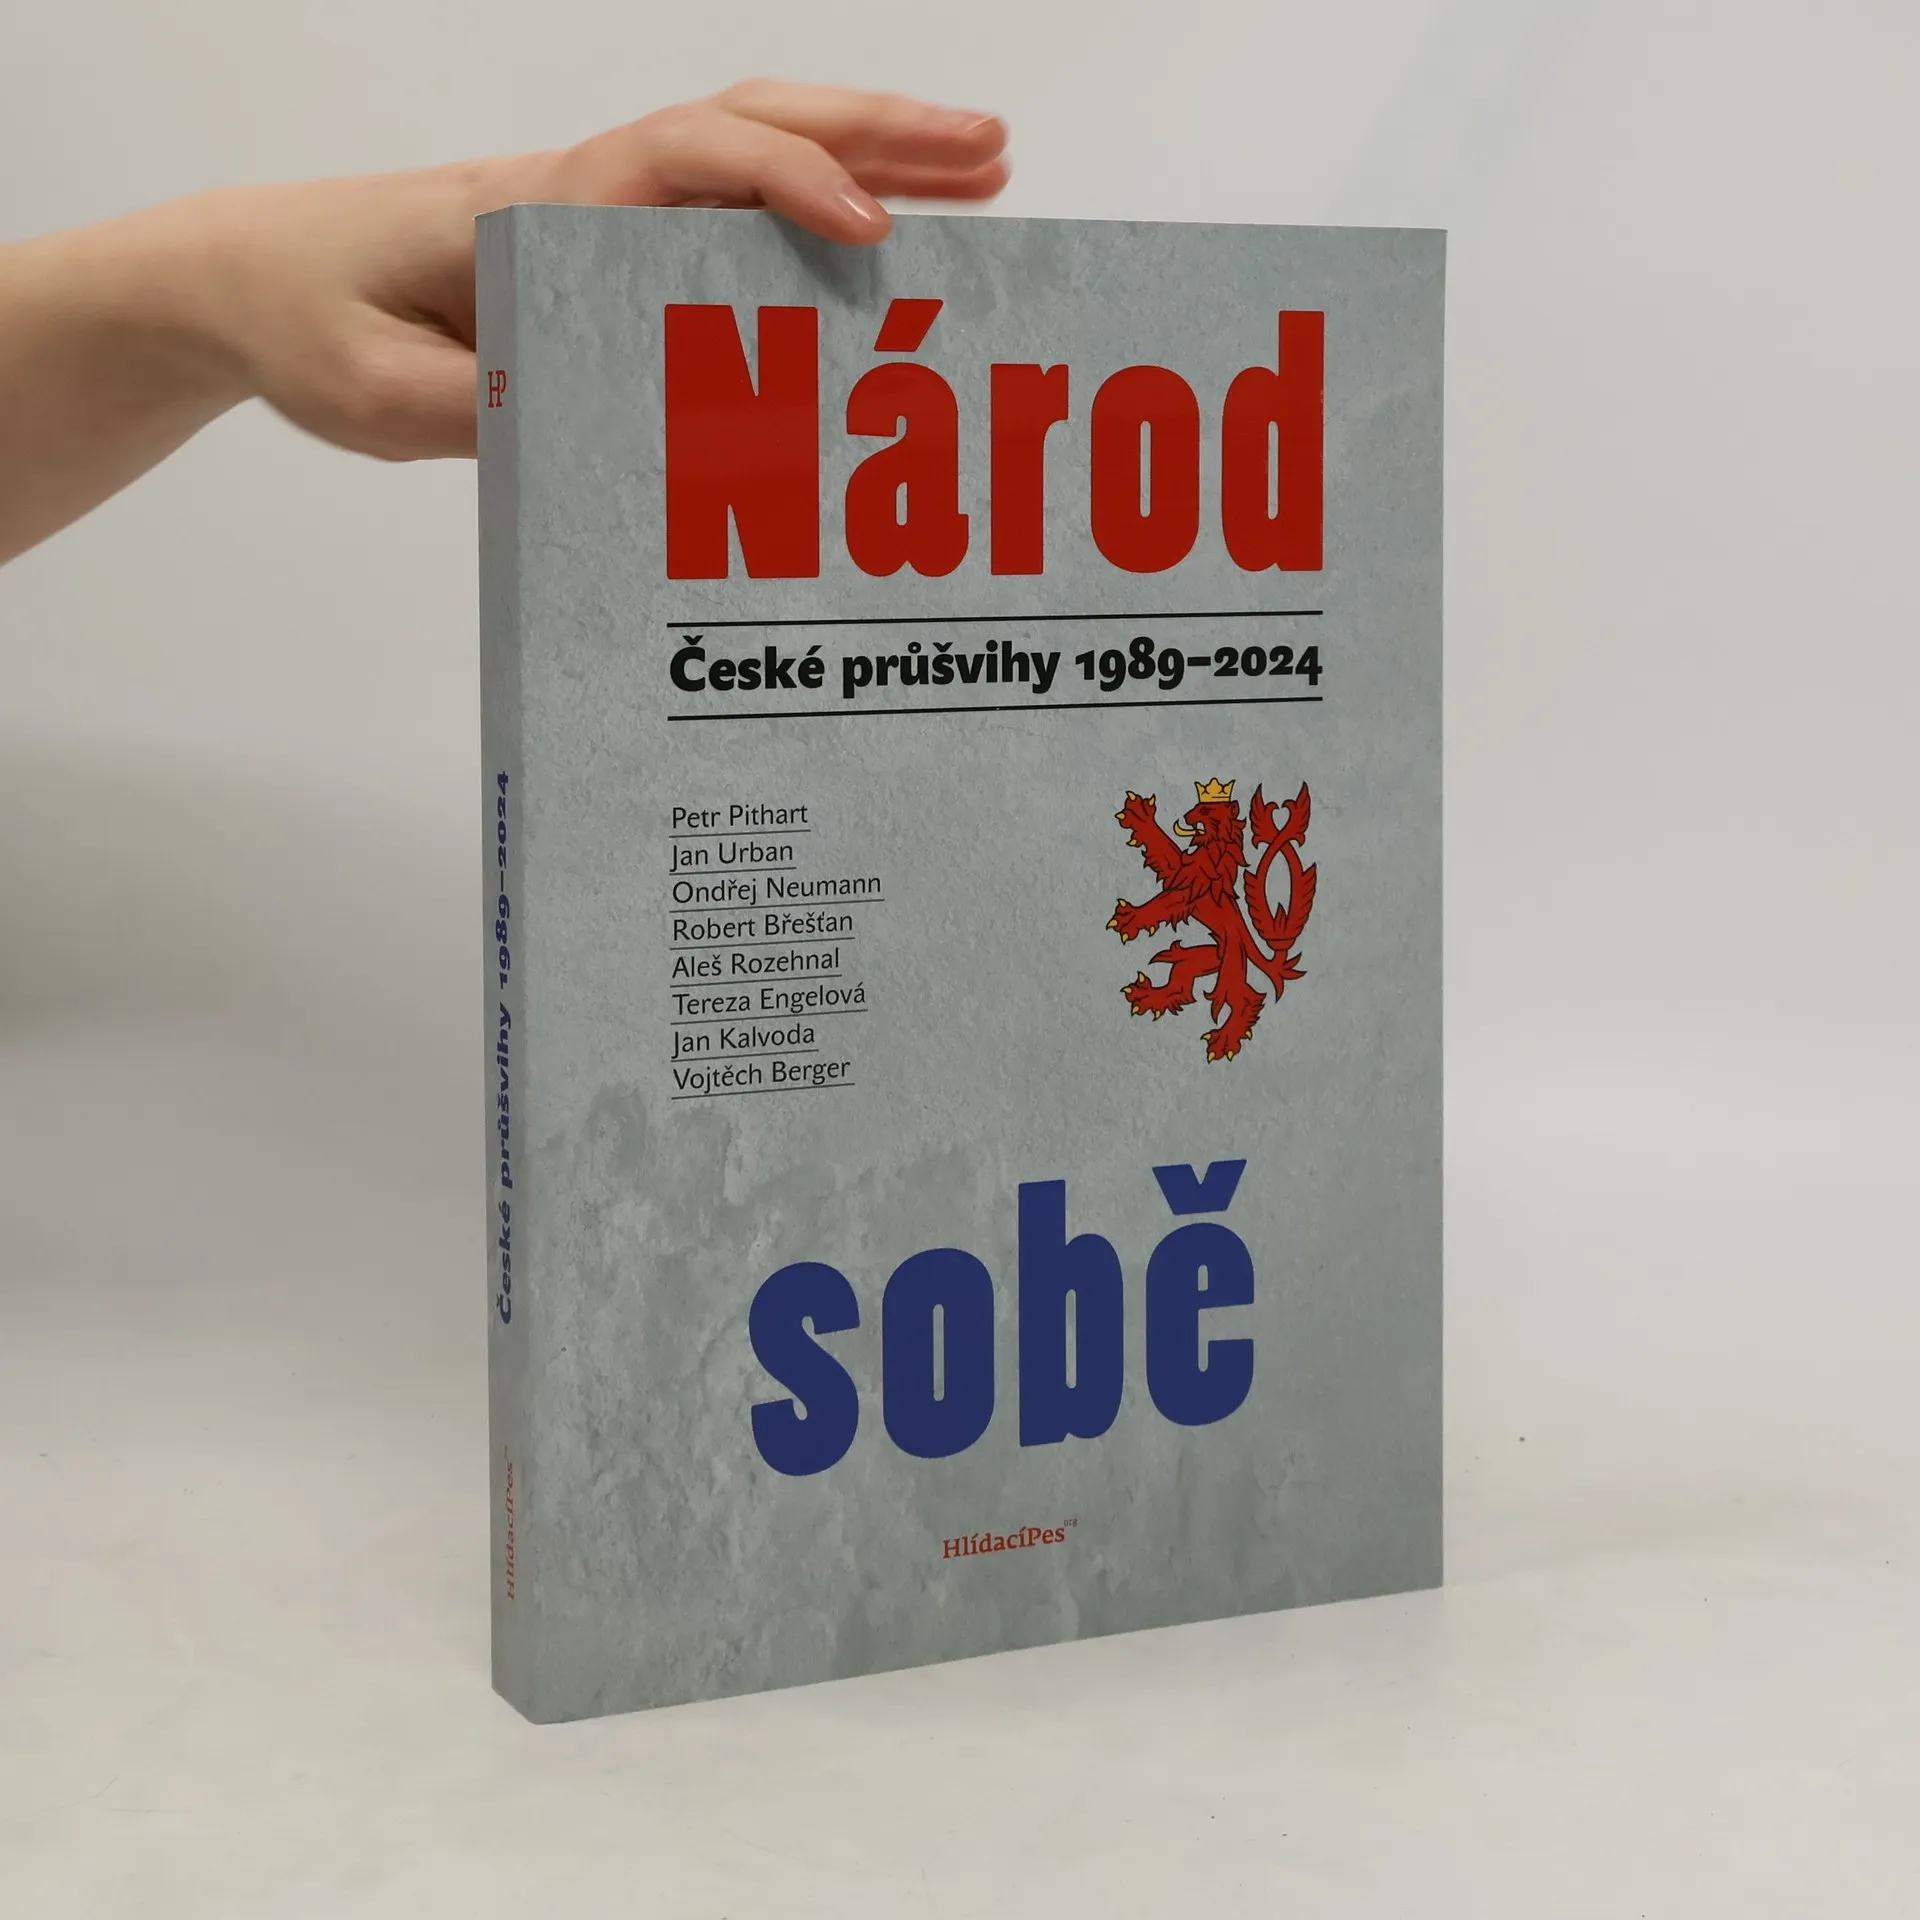 Národ
České průšvihy 1989–2024
Petr Pithart
Jan Urban
Ondřej Neumann
Robert Břešťan
Aleš Rozehnal
Tereza Engelová
Jan Kalvoda
Vojtěch Berger
sobě
HlídacíPes.org
HP
České průšvihy 1989–2024
HlídacíPes